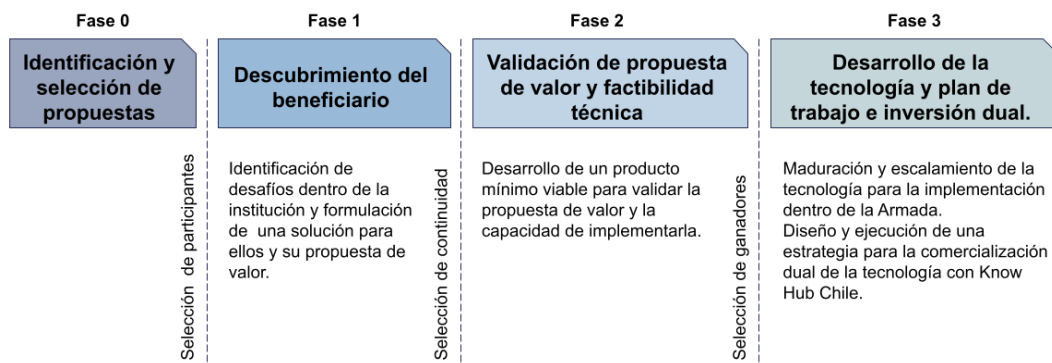 Fase 0
Identificación y
selección de
propuestas
Selección de participantes
Fase 1
Descubrimiento del
beneficiario
Identificación de
desafíos dentro de la
institución y formulación
de una solución para
ellos y su propuesta de
valor.
Selección de continuidad
Fase 2
Validación de propuesta
de valor y factibilidad
técnica
Desarrollo de un producto
mínimo viable para validar la
propuesta de valor y la
capacidad de implementarla.
Selección de ganadores
Fase 3
Desarrollo de la
tecnología y plan de
trabajo e inversión dual.
Maduración y escalamiento de la
tecnología para la implementación
dentro de la Armada.
Diseño y ejecución de una
estrategia para la comercialización
dual de la tecnología con Know
Hub Chile.